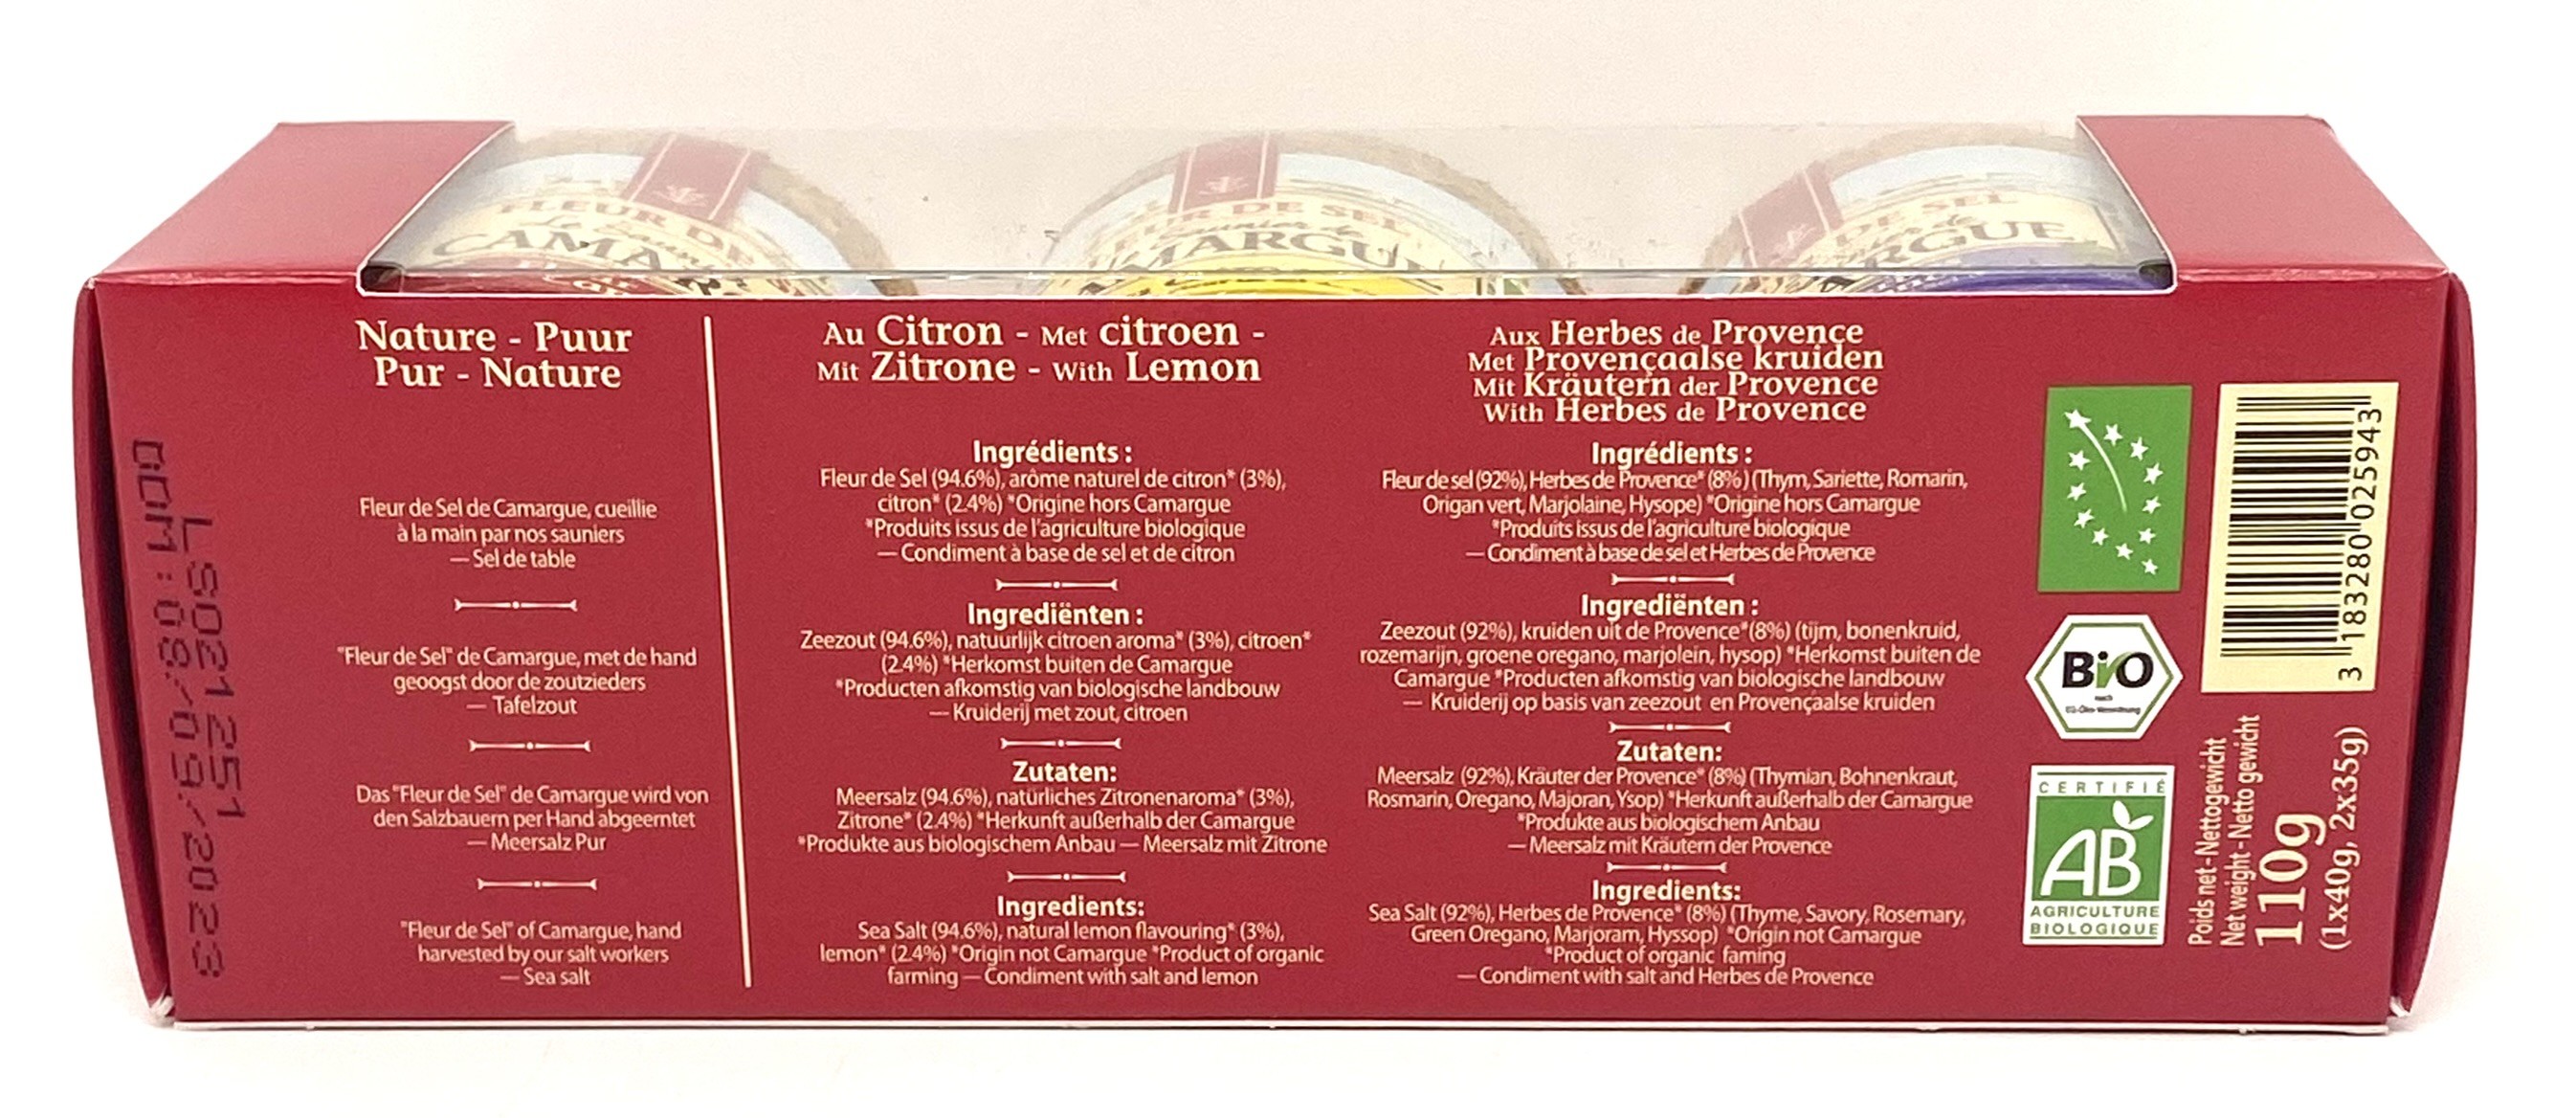 FLEUR DE
CAMA
FLEUR DE SEL
MARGUE
DE SEL
RGUE
L S021 251
DDM:08/09/2023
Nature - Puur
Pur - Nature
Fleur de Sel de Camargue, cueillie
à la main par nos sauniers
— Sel de table
"Fleur de Sel" de Camargue, met de hand
geoogst door de zoutzieders
— Tafelzout
Das "Fleur de Sel" de Camargue wird von
den Salzbauern per Hand abgeerntet
— Meersalz Pur
"Fleur de Sel" of Camargue, hand
harvested by our salt workers
— Sea salt
Au Citron - Met citroen -
Mit Zitrone - With Lemon
Ingrédients :
Fleur de Sel (94.6%), arôme naturel de citron* (3%),
citron* (2.4%) *Origine hors Camargue
*Produits issus de l'agriculture biologique
— Condiment à base de sel et de citron
Ingrediënten :
Zeezout (94.6%), natuurlijk citroen aroma* (3%), citroen*
(2.4%) *Herkomst buiten de Camargue
*Producten afkomstig van biologische landbouw
— Kruiderij met zout, citroen
Zutaten:
Meersalz (94.6%), natürliches Zitronenaroma* (3%),
Zitrone* (2.4%) *Herkunft außerhalb der Camargue
*Produkte aus biologischem Anbau — Meersalz mit Zitrone
Ingredients:
Sea Salt (94.6%), natural lemon flavouring* (3%),
lemon* (2.4%) *Origin not Camargue *Product of organic
farming — Condiment with salt and lemon
Aux Herbes de Provence
Met Provençaalse kruiden
Mit Kräutern der Provence
With Herbes de Provence
Ingrédients :
Fleur de sel (92%), Herbes de Provence* (8%) (Thym, Sariette, Romarin,
Origan vert, Marjolaine, Hysope) *Origine hors Camargue
*Produits issus de l'agriculture biologique
— Condiment à base de sel et Herbes de Provence
Ingrediënten :
Zeezout (92%), kruiden uit de Provence*(8%) (tijm, bonenkruid,
rozemarijn, groene oregano, marjolein, hysop) *Herkomst buiten de
Camargue *Producten afkomstig van biologische landbouw
— Kruiderij op basis van zeezout en Provençaalse kruiden
Zutaten:
Meersalz (92%), Kräuter der Provence* (8%) (Thymian, Bohnenkraut,
Rosmarin, Oregano, Majoran, Ysop) *Herkunft außerhalb der Camargue
*Produkte aus biologischem Anbau
— Meersalz mit Kräutern der Provence
Ingredients:
Sea Salt (92%), Herbes de Provence* (8%) (Thyme, Savory, Rosemary,
Green Oregano, Marjoram, Hyssop) *Origin not Camargue
*Product of organic faming
— Condiment with salt and Herbes de Provence
Bio
nach
EG-Öko-Verordnung
CERTIFIÉ
AB
AGRICULTURE
BIOLOGIQUE
3 183280 025943
Poids net - Nettogewicht
Net weight - Netto gewicht
110g
(1x40g, 2x35g)